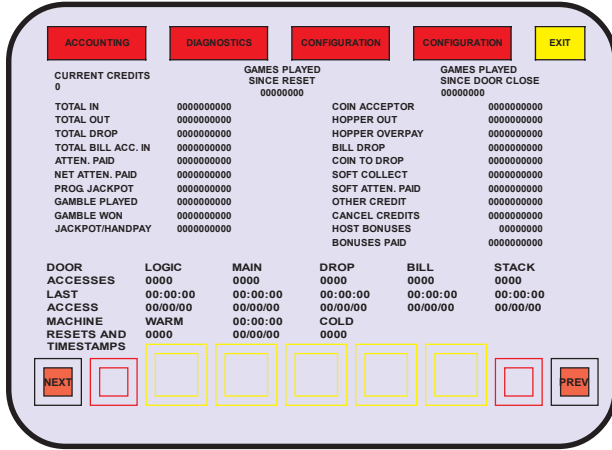 ACCOUNTING DIAGNOSTICS CONFIGURATION CONFIGURATION EXIT
CURRENT CREDITS
0
GAMES PLAYED
SINCE RESET
00000000
GAMES PLAYED
SINCE DOOR CLOSE
00000000
TOTAL IN 0000000000 COIN ACCEPTOR 0000000000
TOTAL OUT 0000000000 HOPPER OUT 0000000000
TOTAL DROP 0000000000 HOPPER OVERPAY 0000000000
TOTAL BILL ACC. IN 0000000000 BILL DROP 0000000000
ATTEN. PAID 0000000000 COIN TO DROP 0000000000
NET ATTEN. PAID 0000000000 SOFT COLLECT 0000000000
PROG. JACKPOT 0000000000 SOFT ATTEN. PAID 0000000000
GAMBLE PLAYED 0000000000 OTHER CREDIT 0000000000
GAMBLE WON 0000000000 CANCEL CREDITS 0000000000
JACKPOT/HANDPAY 0000000000 HOST BONUSES 00000000
BONUSES PAID 0000000000
DOOR LOGIC MAIN DROP BILL STACK
ACCESSES 0000 0000 0000 0000 0000
LAST 00:00:00 00:00:00 00:00:00 00:00:00 00:00:00
ACCESS 00/00/00 00/00/00 00/00/00 00/00/00 00/00/00
MACHINE WARM 00:00:00 COLD
RESETS AND 0000 00/00/00 0000
TIMESTAMPS
NEXT PREV